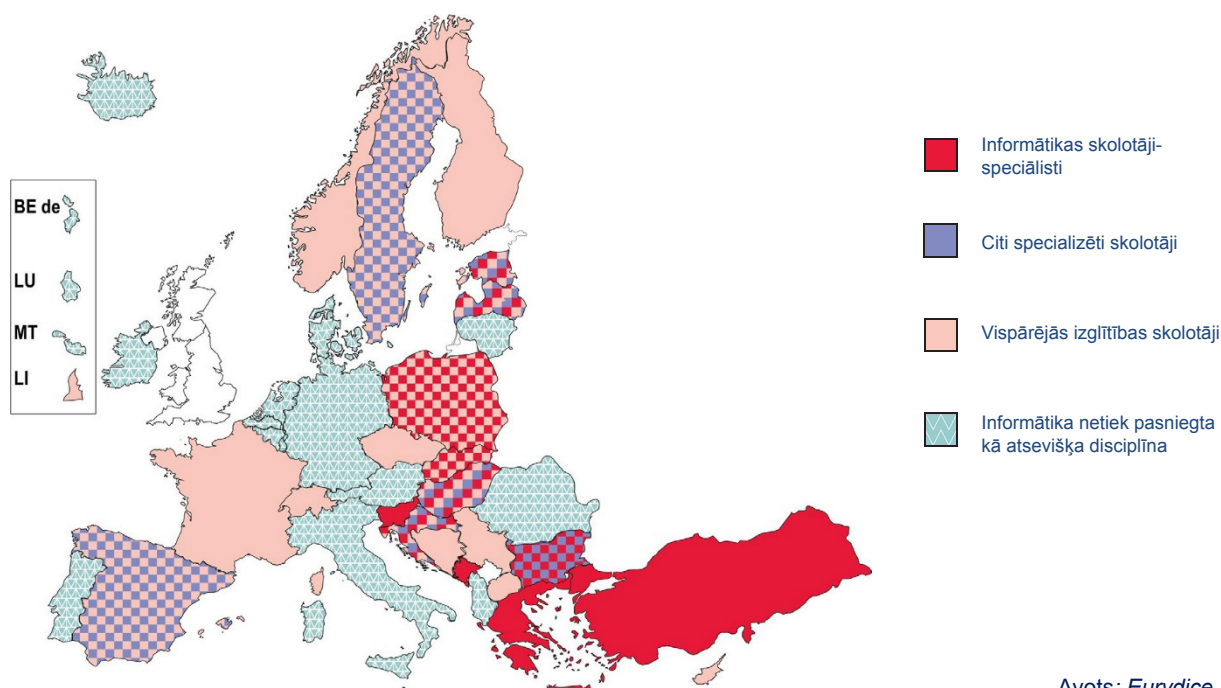 BE de
LU
MT
LI
Informātikas skolotāji-
speciālisti
Citi specializēti skolotāji
Vispārējās izglītības skolotāji
Informātika netiek pasniegta
kā atsevišķa disciplīna
Avots: Eurydice